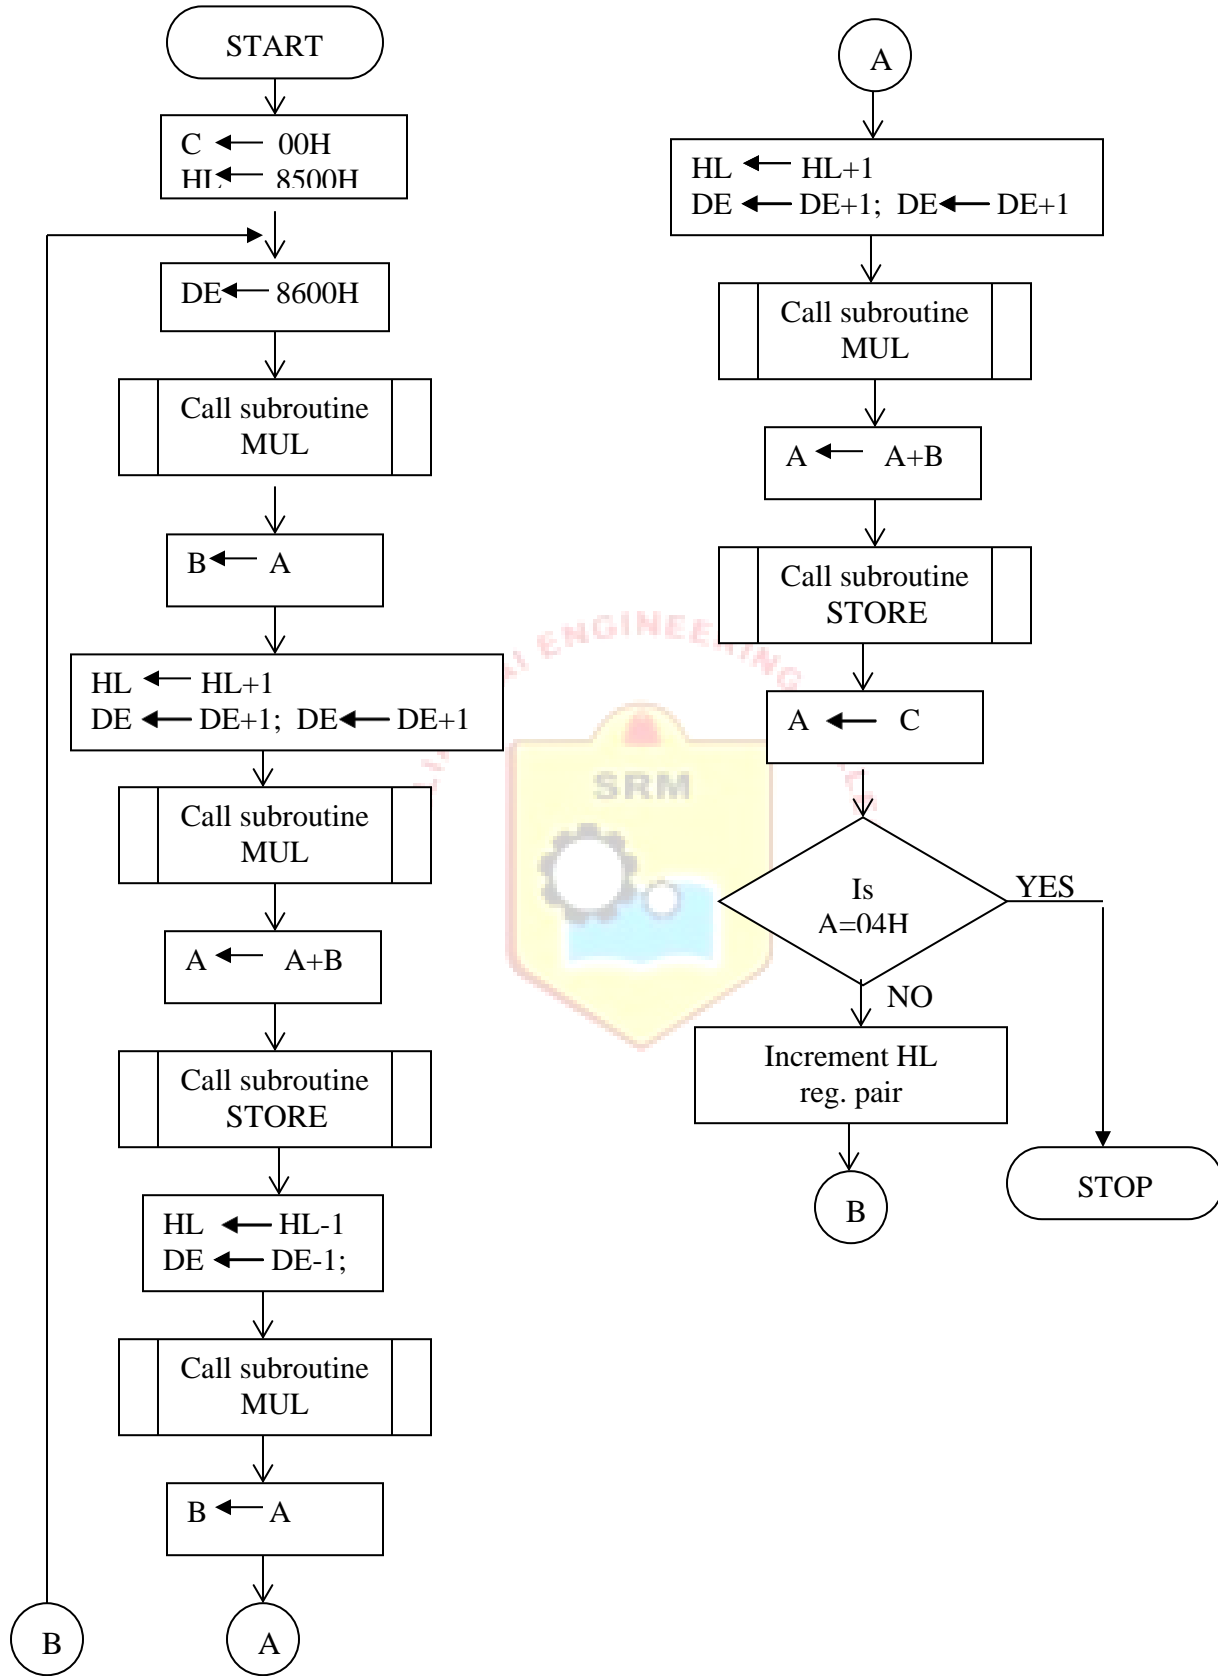 START
C ← 00H
HL ← 8500H
DE ← 8600H
Call subroutine
MUL
B ← A
HL ← HL+1
DE ← DE+1; DE ← DE+1
Call subroutine
MUL
A ← A+B
Call subroutine
STORE
HL ← HL-1
DE ← DE-1;
Call subroutine
MUL
B ← A
B
A
A
HL ← HL+1
DE ← DE+1; DE ← DE+1
Call subroutine
MUL
A ← A+B
Call subroutine
STORE
A ← C
Is
A=04H
YES
NO
Increment HL
reg. pair
B
STOP
ENGINEERING
SRM